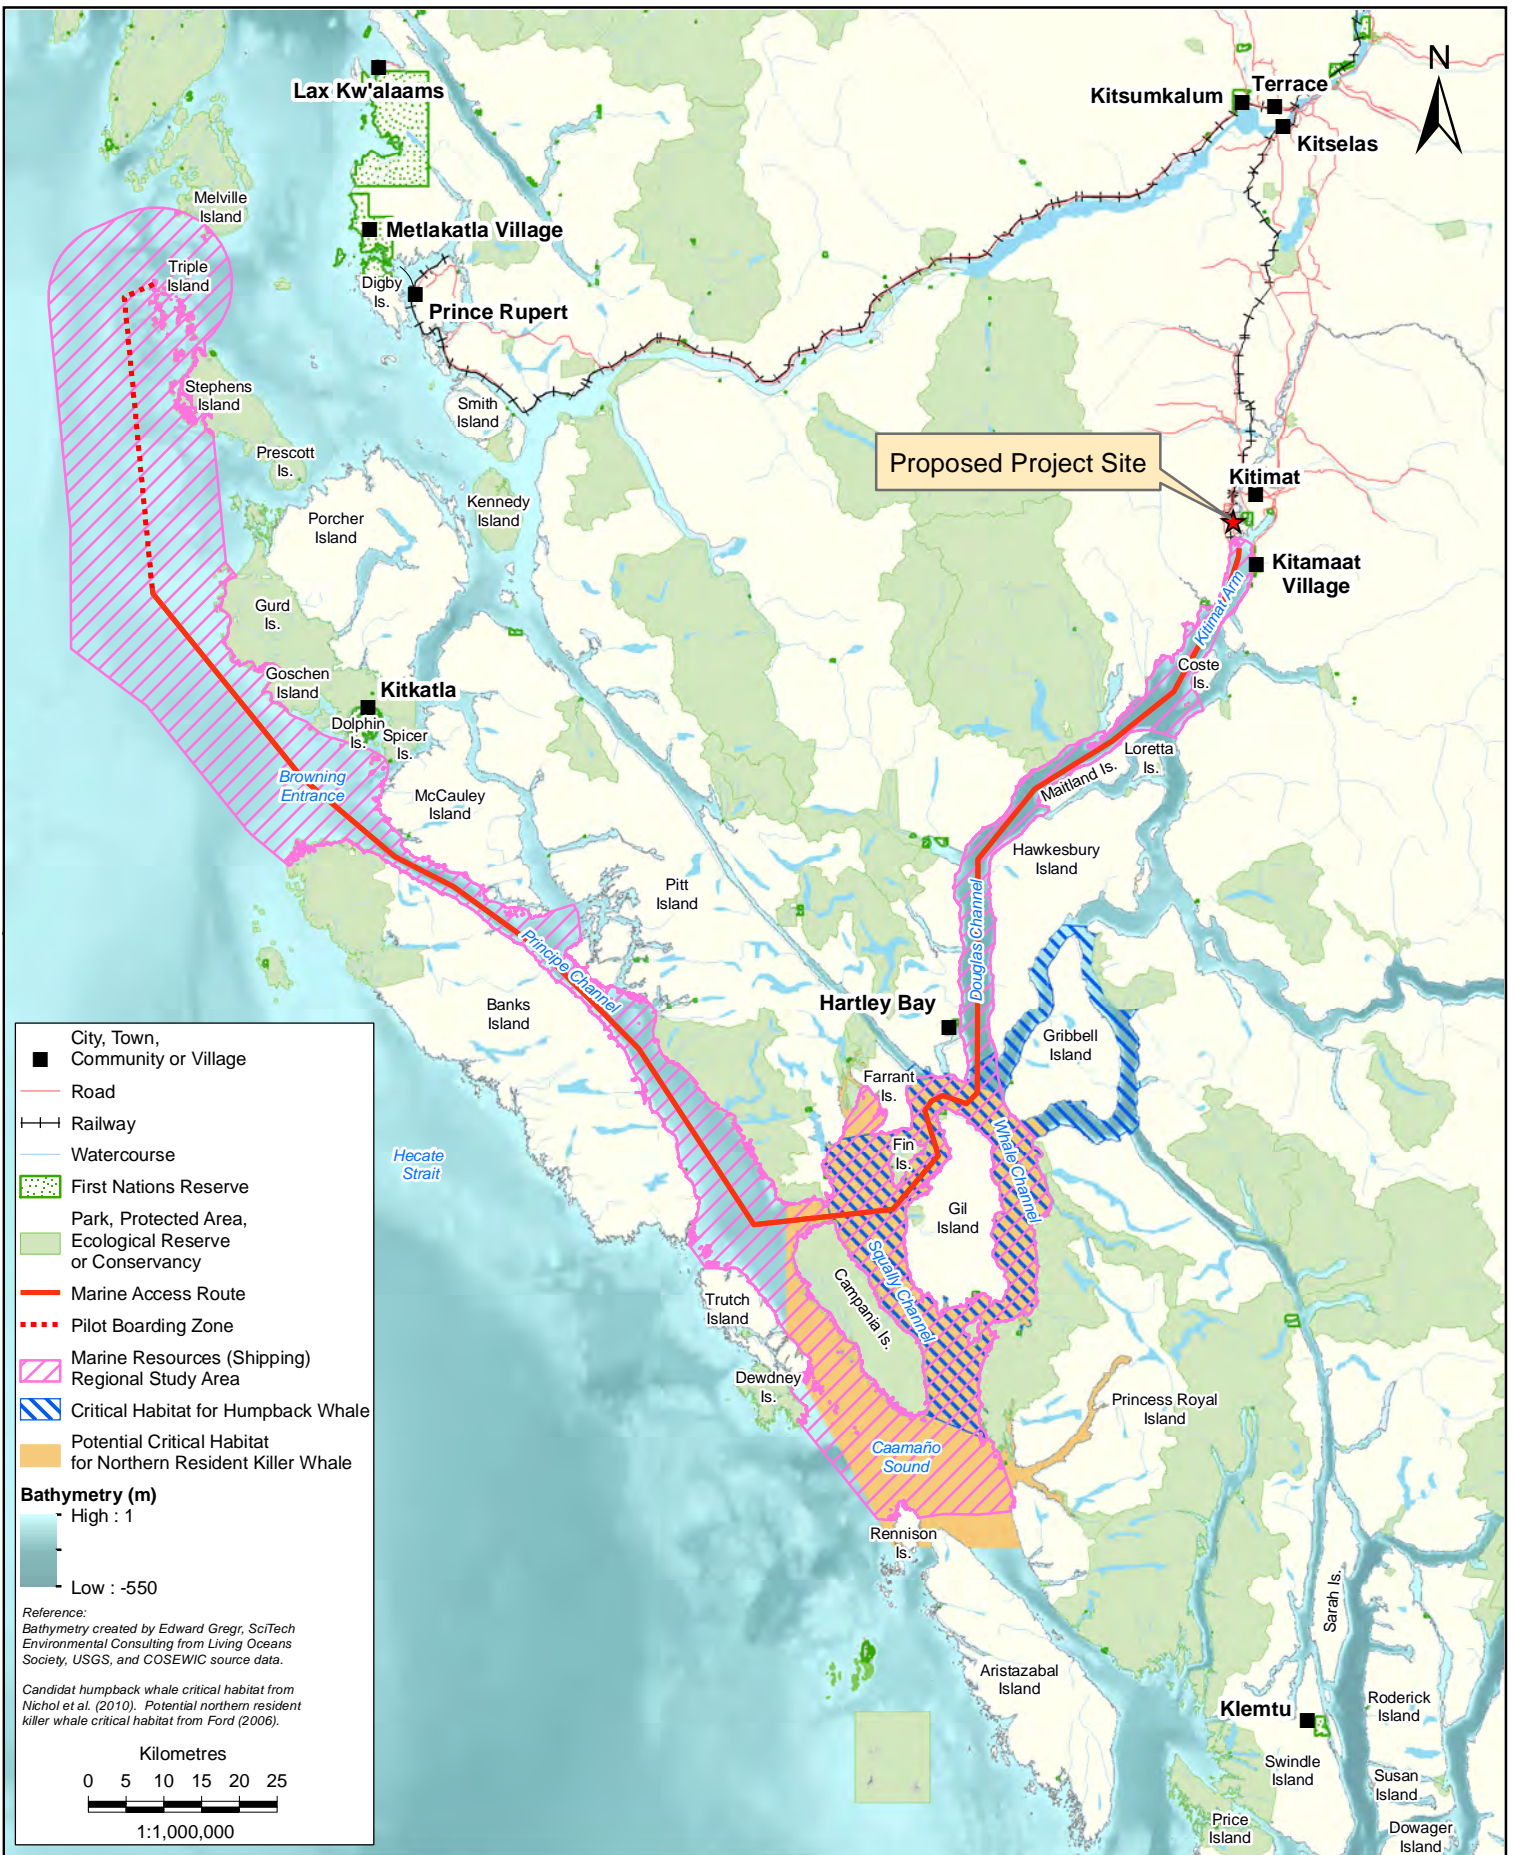 N
Lax Kw'alaams
Kitsumkalum
Terrace
Kitselas
Melville
Island
Metlakatla Village
Triple
Island
Digby
Is.
Prince Rupert
Stephens
Island
Smith
Island
Prescott
Is.
Proposed Project Site
Kitimat
Kennedy
Island
Porcher
Island
Kitamaat
Village
Kitimat Arm
Gurd
Is.
Goschen
Island
Kitkatla
Coste
Is.
Dolphin
Is.
Spicer
Is.
Loretta
Is.
Maitland Is.
Browning
Entrance
McCauley
Island
Hawkesbury
Island
Pitt
Island
Douglas Channel
Principe Channel
Banks
Island
Hartley Bay
Gribbell
Island
Farrant
Is.
Fin
Is.
Whale Channel
Hecate
Strait
Gil
Island
Squally Channel
Campania Is.
Trutch
Island
Dewdney
Is.
Princess Royal
Island
Caamaño
Sound
Rennison
Is.
Sarah Is.
Aristazabal
Island
Roderick
Island
Klemtu
Swindle
Island
Susan
Island
Price
Island
Dowager
Island
City, Town,
Community or Village
Road
Railway
Watercourse
First Nations Reserve
Park, Protected Area,
Ecological Reserve
or Conservancy
Marine Access Route
Pilot Boarding Zone
Marine Resources (Shipping)
Regional Study Area
Critical Habitat for Humpback Whale
Potential Critical Habitat
for Northern Resident Killer Whale
Bathymetry (m)
High : 1
Low : -550
Reference:
Bathymetry created by Edward Gregr, SciTech
Environmental Consulting from Living Oceans
Society, USGS, and COSEWIC source data.
Candidat humpback whale critical habitat from
Nichol et al. (2010). Potential northern resident
killer whale critical habitat from Ford (2006).
Kilometres
0 5 10 15 20 25
1:1,000,000